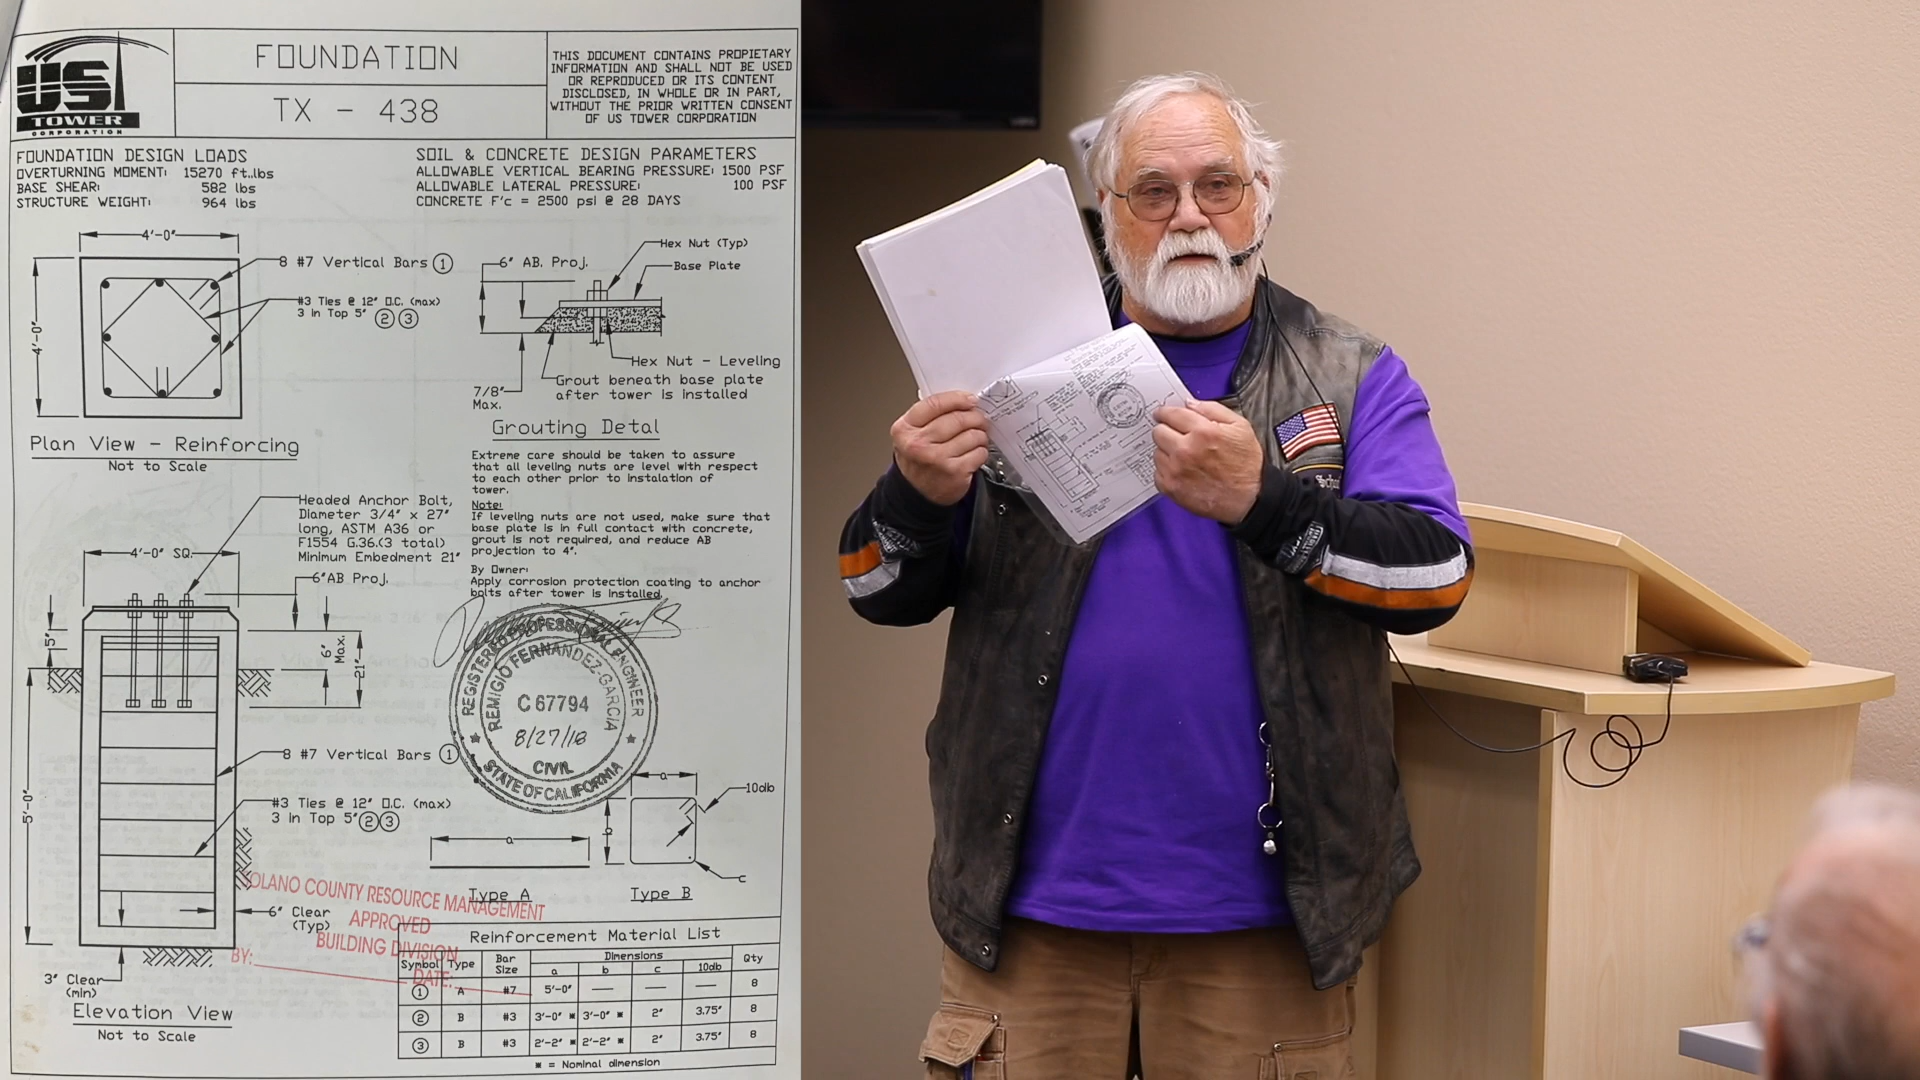 US
TOWER
CORPORATION
FOUNDATION
TX - 438
THIS DOCUMENT CONTAINS PROPIETARY
INFORMATION AND SHALL NOT BE USED
OR REPRODUCED OR ITS CONTENT
DISCLOSED, IN WHOLE OR IN PART,
WITHOUT THE PRIOR WRITTEN CONSENT
OF US TOWER CORPORATION
FOUNDATION DESIGN LOADS
OVERTURNING MOMENT: 15270 ft.lbs
BASE SHEAR: 582 lbs
STRUCTURE WEIGHT: 964 lbs
SOIL & CONCRETE DESIGN PARAMETERS
ALLOWABLE VERTICAL BEARING PRESSURE: 1500 PSF
ALLOWABLE LATERAL PRESSURE: 100 PSF
CONCRETE F'c = 2500 psi @ 28 DAYS
4'-0"
4'-0"
8 #7 Vertical Bars 1
#3 Ties @ 12" O.C. (max)
3 In Top 5" 2 3
Plan View - Reinforcing
Not to Scale
6" AB. Proj.
Hex Nut (Typ)
Base Plate
Hex Nut - Leveling
7/8"
Max.
Grout beneath base plate
after tower is installed
Grouting Detal
Extreme care should be taken to assure
that all leveling nuts are level with respect
to each other prior to instalation of
tower.
Note:
If leveling nuts are not used, make sure that
base plate is in full contact with concrete,
grout is not required, and reduce AB
projection to 4".
By Owner:
Apply corrosion protection coating to anchor
bolts after tower is installed.
Headed Anchor Bolt,
Diameter 3/4" x 27"
long, ASTM A36 or
F1554 G.36.(3 total)
Minimum Embedment 21"
4'-0" SQ.
6"AB Proj.
5"
6"
Max.
21"
5'-0"
8 #7 Vertical Bars 1
#3 Ties @ 12" O.C. (max)
3 In Top 5" 2 3
6" Clear
(Typ)
3" Clear
(min)
Elevation View
Not to Scale
REGISTERED PROFESSIONAL ENGINEER
REMIGIO FERNANDEZ-GARCIA
C 67794
8/27/18
CIVIL
STATE OF CALIFORNIA
a
Type A
a
b
10db
c
Type B
SOLANO COUNTY RESOURCE MANAGEMENT
APPROVED
BUILDING DIVISION
BY:
DATE:
Reinforcement Material List
Symbol Type Bar Size Dimensions Qty
a b c 10db
1 A #7 5'-0" — — — 8
2 B #3 3'-0" * 3'-0" * 2" 3.75" 8
3 B #3 2'-2" * 2'-2" * 2" 3.75" 8
* = Nominal dimension